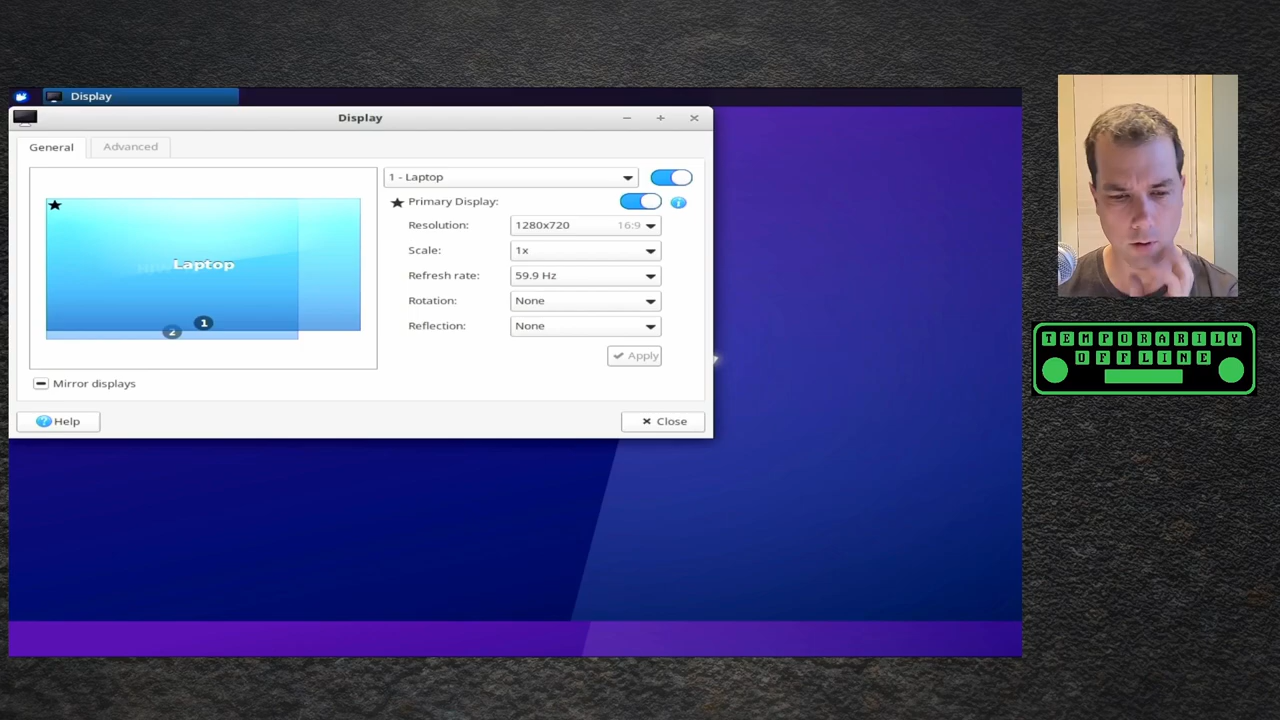 Display
Display
General
Advanced
1 - Laptop
Primary Display:
Resolution:
1280x720 16:9
Scale:
1x
Refresh rate:
59.9 Hz
Rotation:
None
Reflection:
None
Apply
Laptop
1
2
Mirror displays
Help
Close
TEMPORARILY
OFFLINE